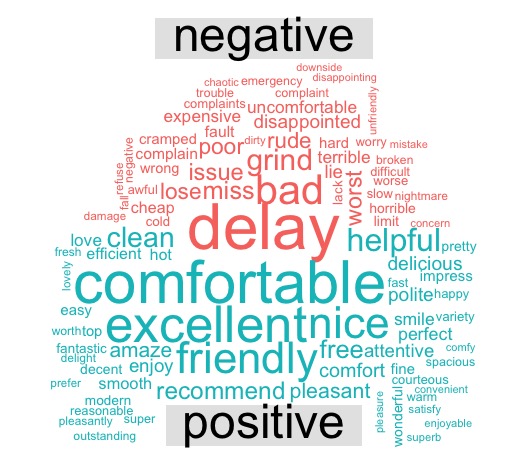 negative
downside
chaotic emergency disappointing
trouble complaint
complaints uncomfortable
expensive disappointed unfriendly
fault
cramped poor dirty rude hard worry mistake
complain grind terrible broken
negative wrong issue lie difficult
refuse awful lose miss bad lack worst worse
fall cheap slow nightmare
damage cold delay limit horrible
concern
love clean helpful pretty
fresh efficient hot delicious
lovely comfortable fast impress
polite happy
easy excellent nice smile variety
worth top perfect
fantastic amaze friendly free attentive comfy
delight enjoy spacious
decent comfort fine
prefer smooth recommend pleasant courteous
modern convenient
reasonable pleasure wonderful warm
pleasantly super satisfy
enjoyable
outstanding superb
positive